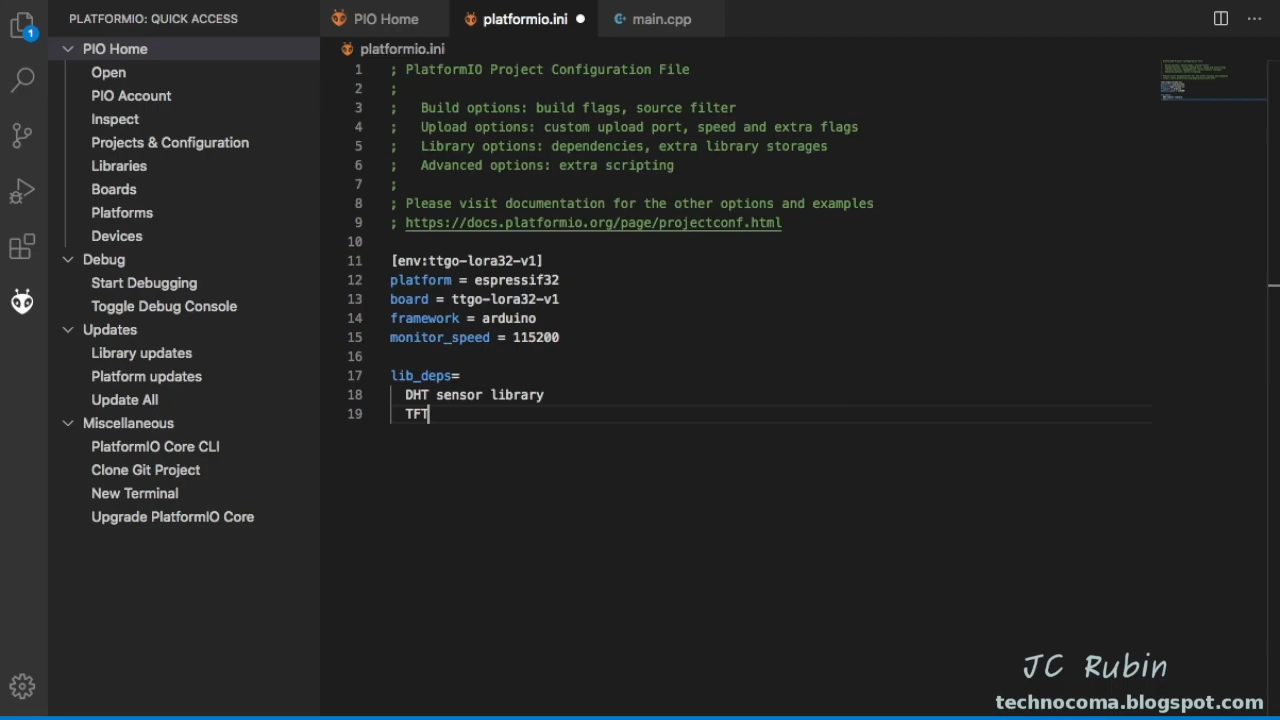 PLATFORMIO: QUICK ACCESS
PIO Home
platformio.ini
main.cpp
1
PIO Home
Open
PIO Account
Inspect
Projects & Configuration
Libraries
Boards
Platforms
Devices
Debug
Start Debugging
Toggle Debug Console
Updates
Library updates
Platform updates
Update All
Miscellaneous
PlatformIO Core CLI
Clone Git Project
New Terminal
Upgrade PlatformIO Core
platformio.ini
1 ; PlatformIO Project Configuration File
2 ;
3 ;   Build options: build flags, source filter
4 ;   Upload options: custom upload port, speed and extra flags
5 ;   Library options: dependencies, extra library storages
6 ;   Advanced options: extra scripting
7 ;
8 ; Please visit documentation for the other options and examples
9 ; https://docs.platformio.org/page/projectconf.html
10
11 [env:ttgo-lora32-v1]
12 platform = espressif32
13 board = ttgo-lora32-v1
14 framework = arduino
15 monitor_speed = 115200
16
17 lib_deps=
18   DHT sensor library
19   TFT
JC Rubin
technocoma.blogspot.com